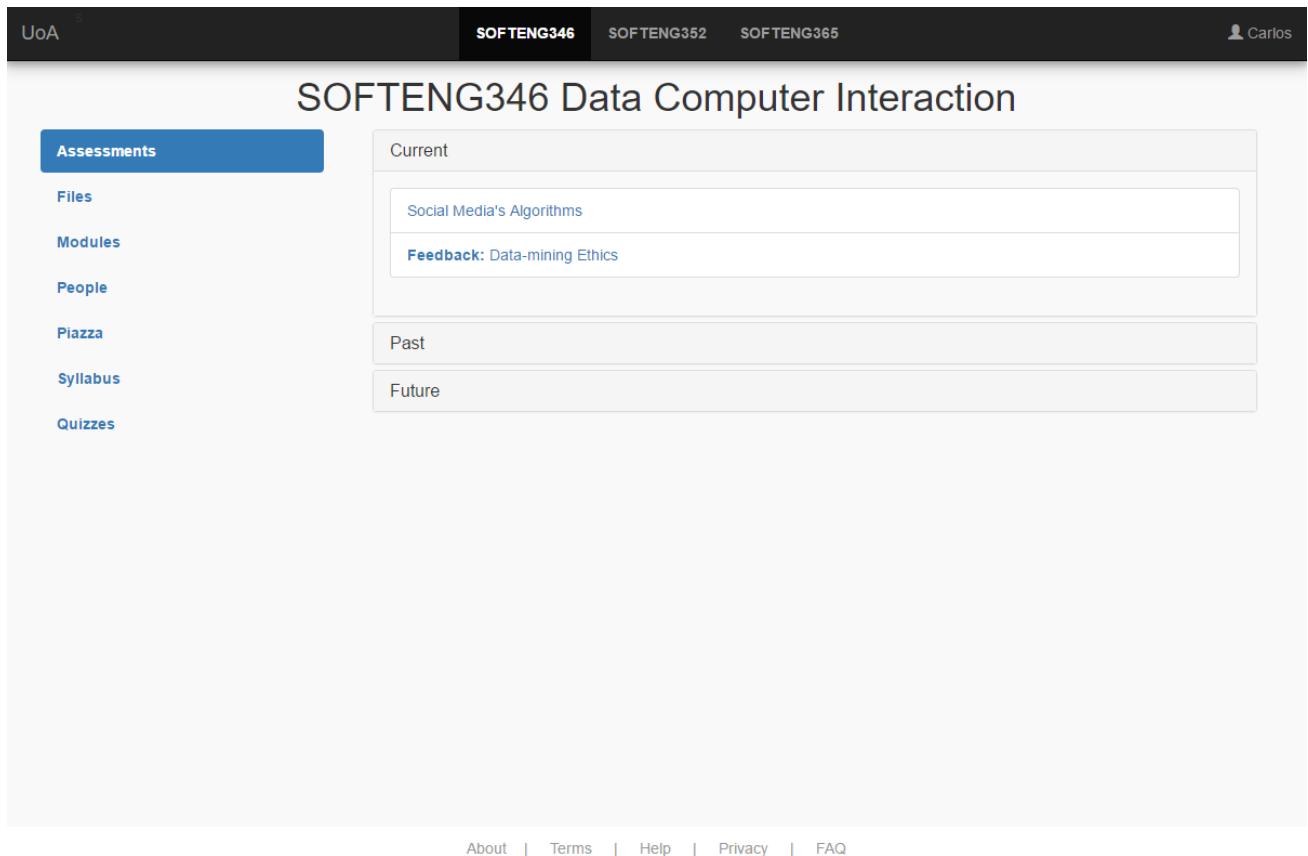 UoA 5 SOFTENG346 SOFTENG352 SOFTENG365 Carlos
SOFTENG346 Data Computer Interaction
Assessments
Files
Modules
People
Piazza
Syllabus
Quizzes
Current
Social Media's Algorithms
Feedback: Data-mining Ethics
Past
Future
About | Terms | Help | Privacy | FAQ